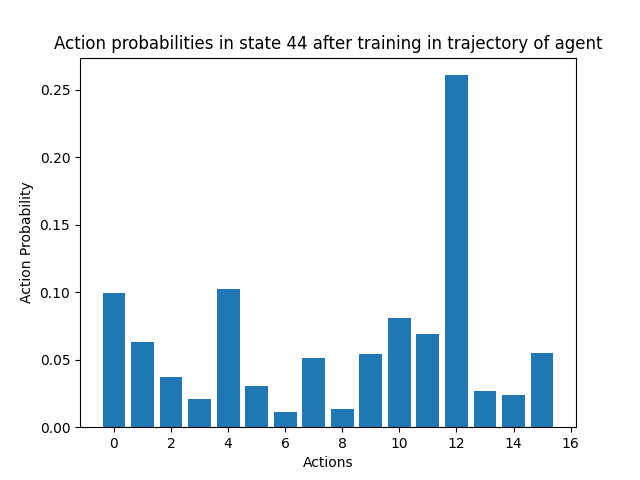 Action probabilities in state 44 after training in trajectory of agent
0.25
0.20
0.15
0.10
0.05
0.00
Action Probability
0 2 4 6 8 10 12 14 16
Actions